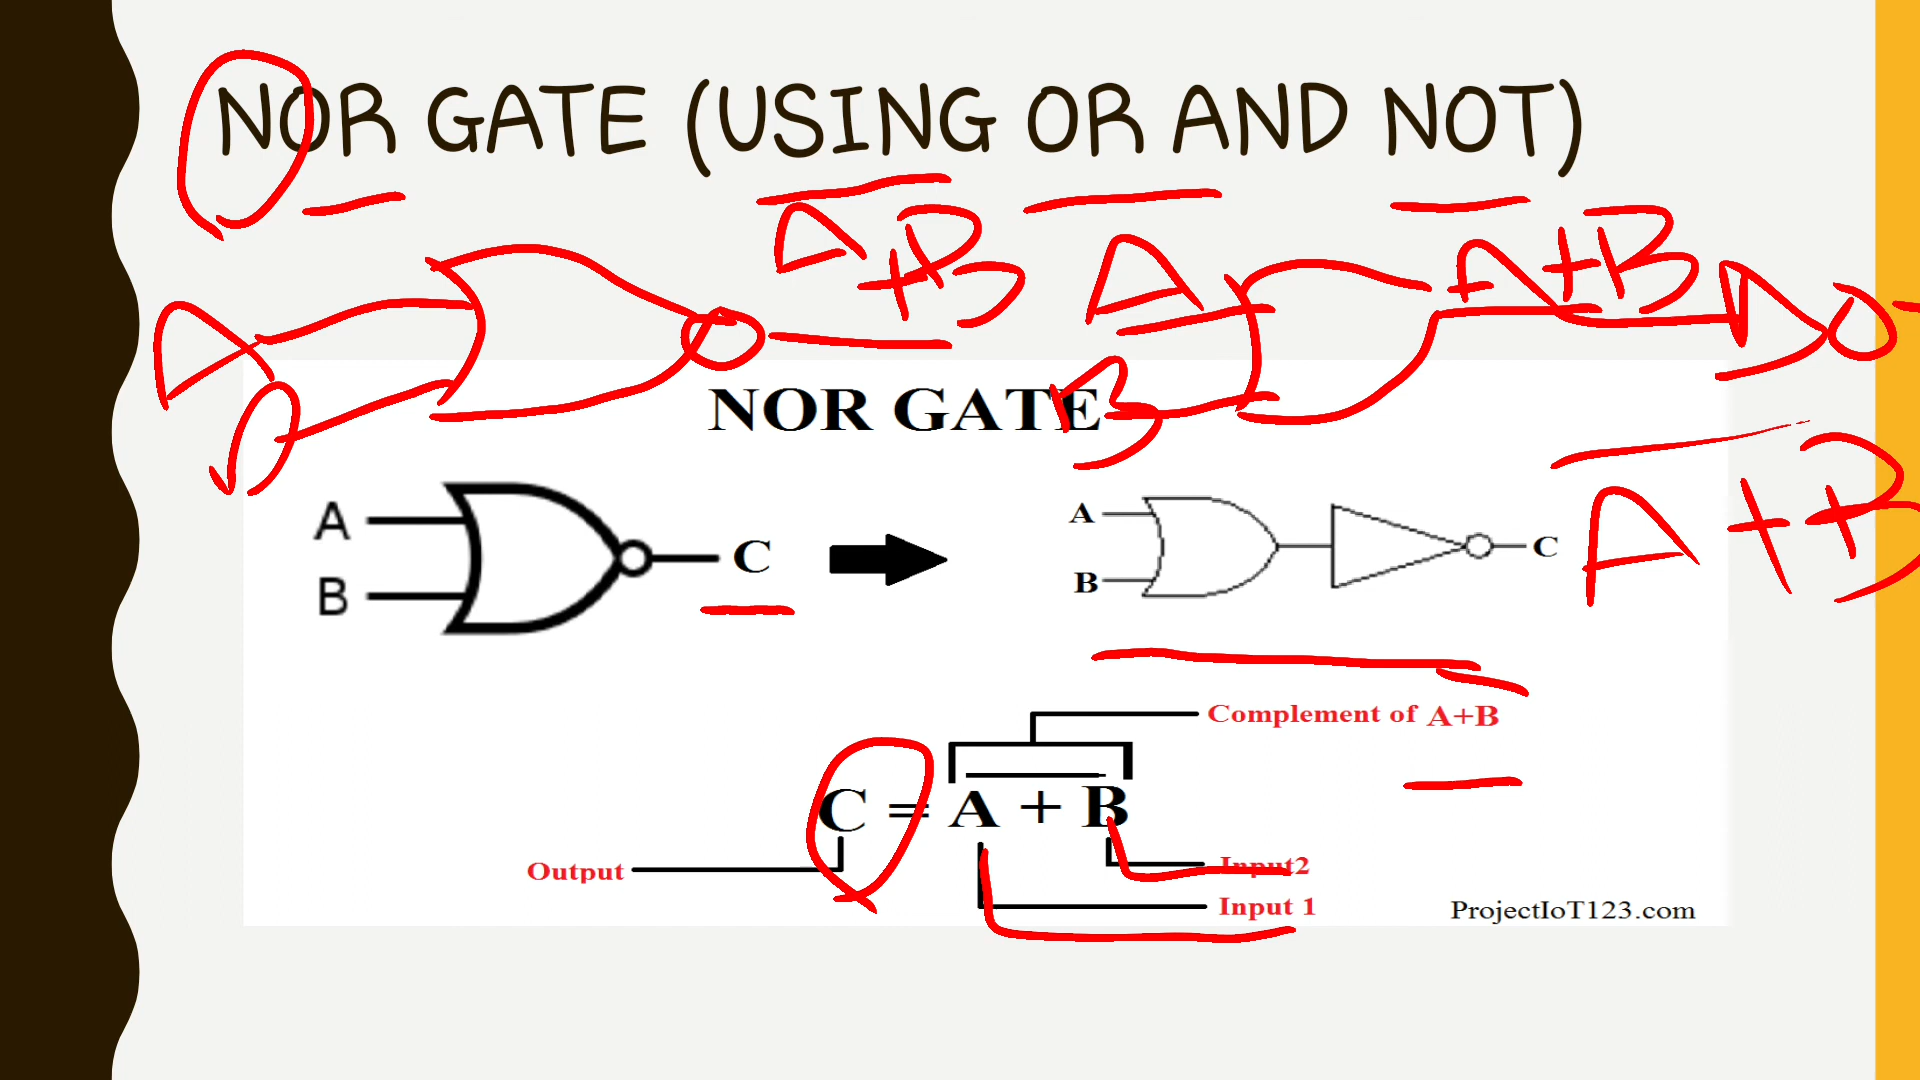 NOR GATE (USING OR AND NOT)
A+B
A
A+B
A
B
B
NOR GATE
A
C
B
A
C
B
A+B
Complement of A+B
C = A + B
Output
Input2
Input 1
ProjectIoT123.com